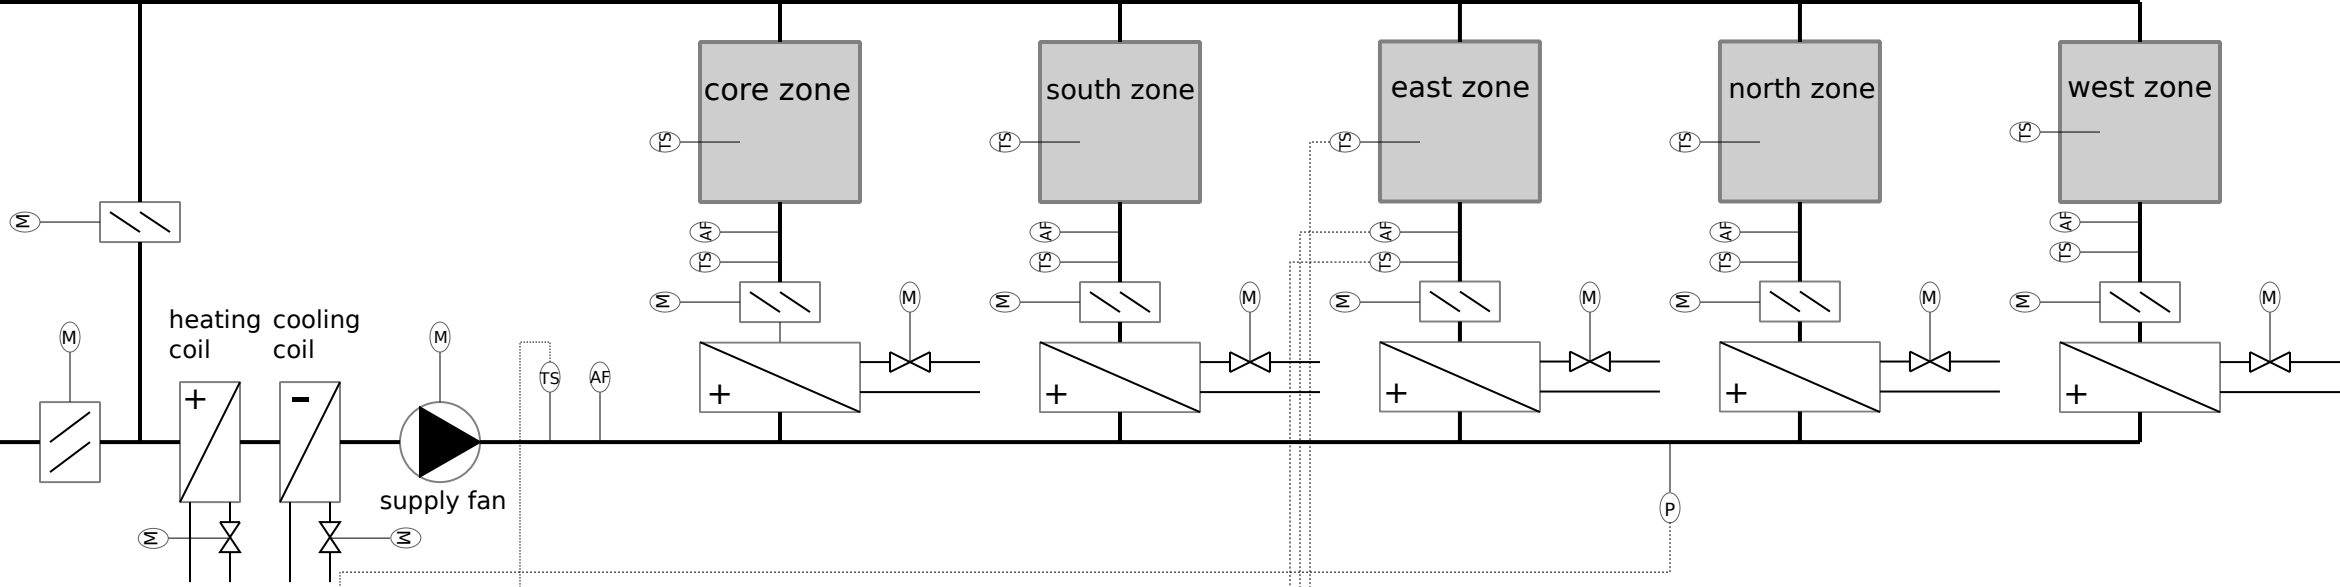 core zone
south zone
east zone
north zone
west zone
TS
TS
TS
TS
TS
M
AF
AF
AF
AF
AF
TS
TS
TS
TS
TS
M
M
M
M
M
M
M
M
M
M
heating
coil
cooling
coil
M
M
TS
AF
+
-
+
+
+
+
+
supply fan
P
M
M